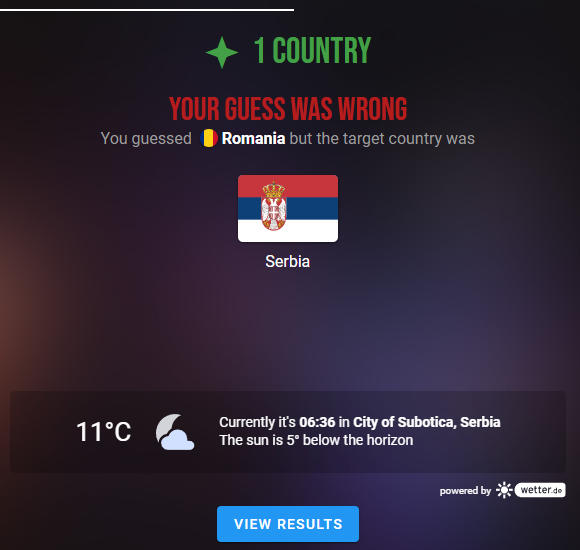 1 COUNTRY
YOUR GUESS WAS WRONG
You guessed Romania but the target country was
Serbia
11°C
Currently it's 06:36 in City of Subotica, Serbia
The sun is 5° below the horizon
powered by wetter.de
VIEW RESULTS